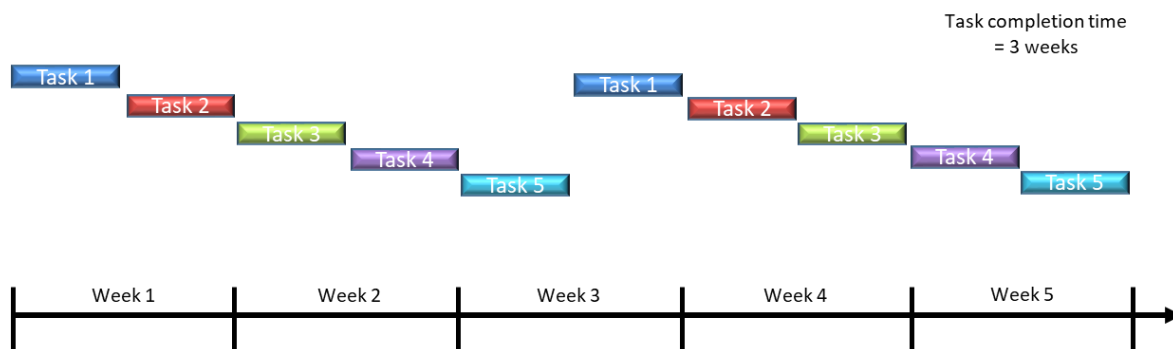 Task completion time
= 3 weeks
Task 1
Task 2
Task 3
Task 4
Task 5
Task 1
Task 2
Task 3
Task 4
Task 5
Week 1
Week 2
Week 3
Week 4
Week 5